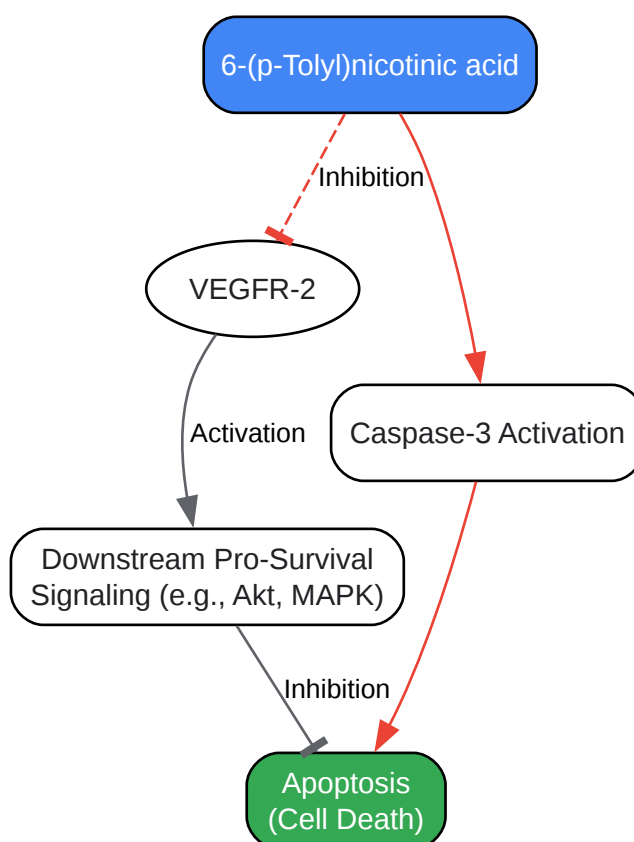 6-(p-Tolyl)nicotinic acid
Inhibition
VEGFR-2
Activation
Caspase-3 Activation
Downstream Pro-Survival
Signaling (e.g., Akt, MAPK)
Inhibition
Apoptosis
(Cell Death)